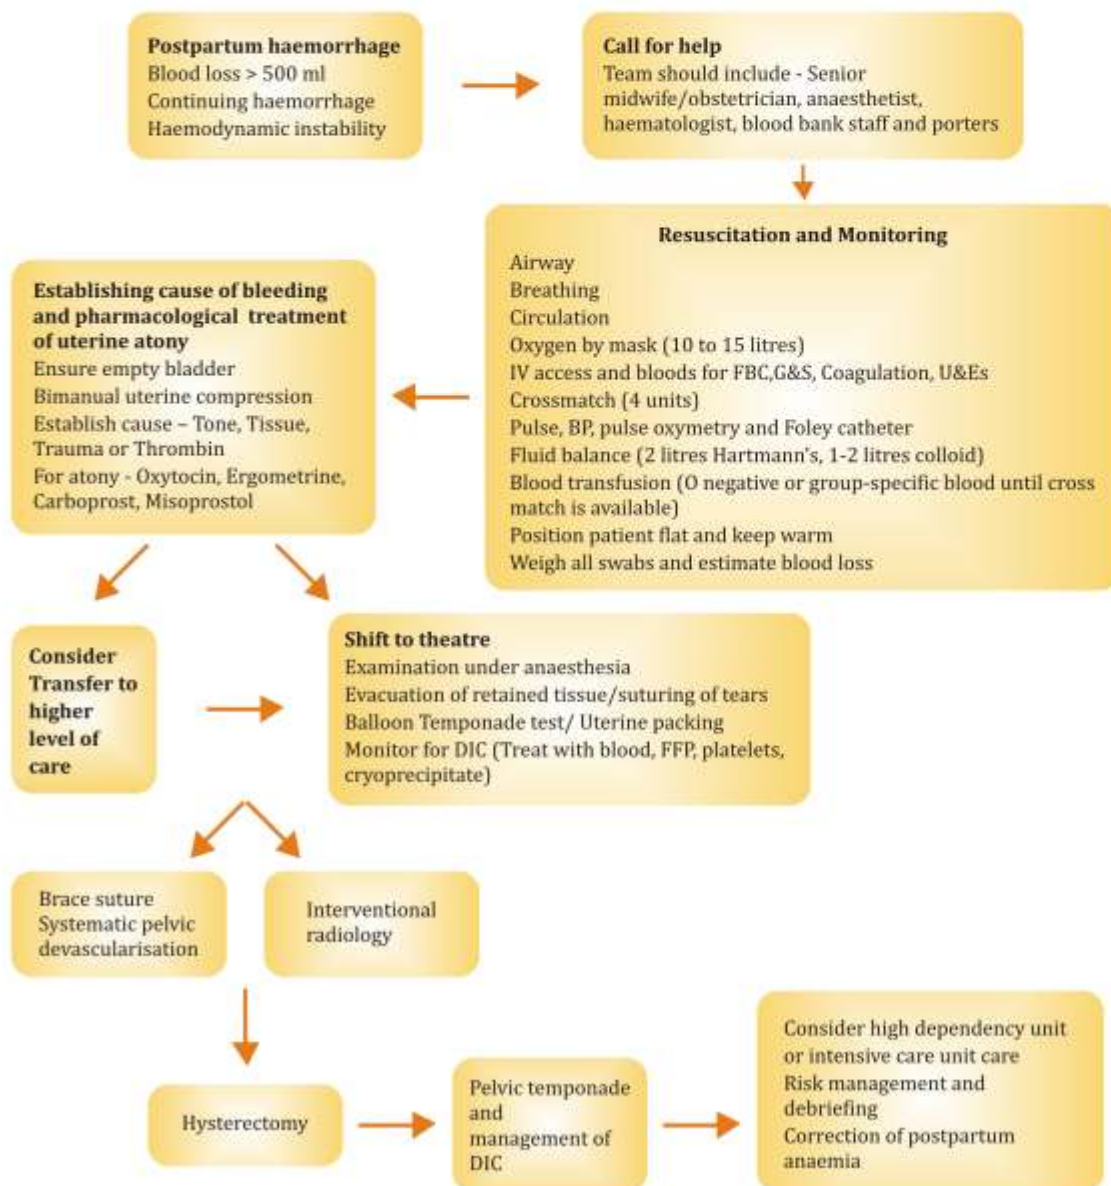 Postpartum haemorrhage
Blood loss > 500 ml
Continuing haemorrhage
Haemodynamic instability
Call for help
Team should include - Senior
midwife/obstetrician, anaesthetist,
haematologist, blood bank staff and porters
Resuscitation and Monitoring
Airway
Breathing
Circulation
Oxygen by mask (10 to 15 litres)
IV access and bloods for FBC,G&S, Coagulation, U&Es
Crossmatch (4 units)
Pulse, BP, pulse oxymetry and Foley catheter
Fluid balance (2 litres Hartmann's, 1-2 litres colloid)
Blood transfusion (O negative or group-specific blood until cross
match is available)
Position patient flat and keep warm
Weigh all swabs and estimate blood loss
Establishing cause of bleeding
and pharmacological treatment
of uterine atony
Ensure empty bladder
Bimanual uterine compression
Establish cause – Tone, Tissue,
Trauma or Thrombin
For atony - Oxytocin, Ergometrine,
Carboprost, Misoprostol
Consider
Transfer to
higher
level of
care
Shift to theatre
Examination under anaesthesia
Evacuation of retained tissue/suturing of tears
Balloon Temponade test/ Uterine packing
Monitor for DIC (Treat with blood, FFP, platelets,
cryoprecipitate)
Brace suture
Systematic pelvic
devascularisation
Interventional
radiology
Hysterectomy
Pelvic temponade
and
management of
DIC
Consider high dependency unit
or intensive care unit care
Risk management and
debriefing
Correction of postpartum
anaemia